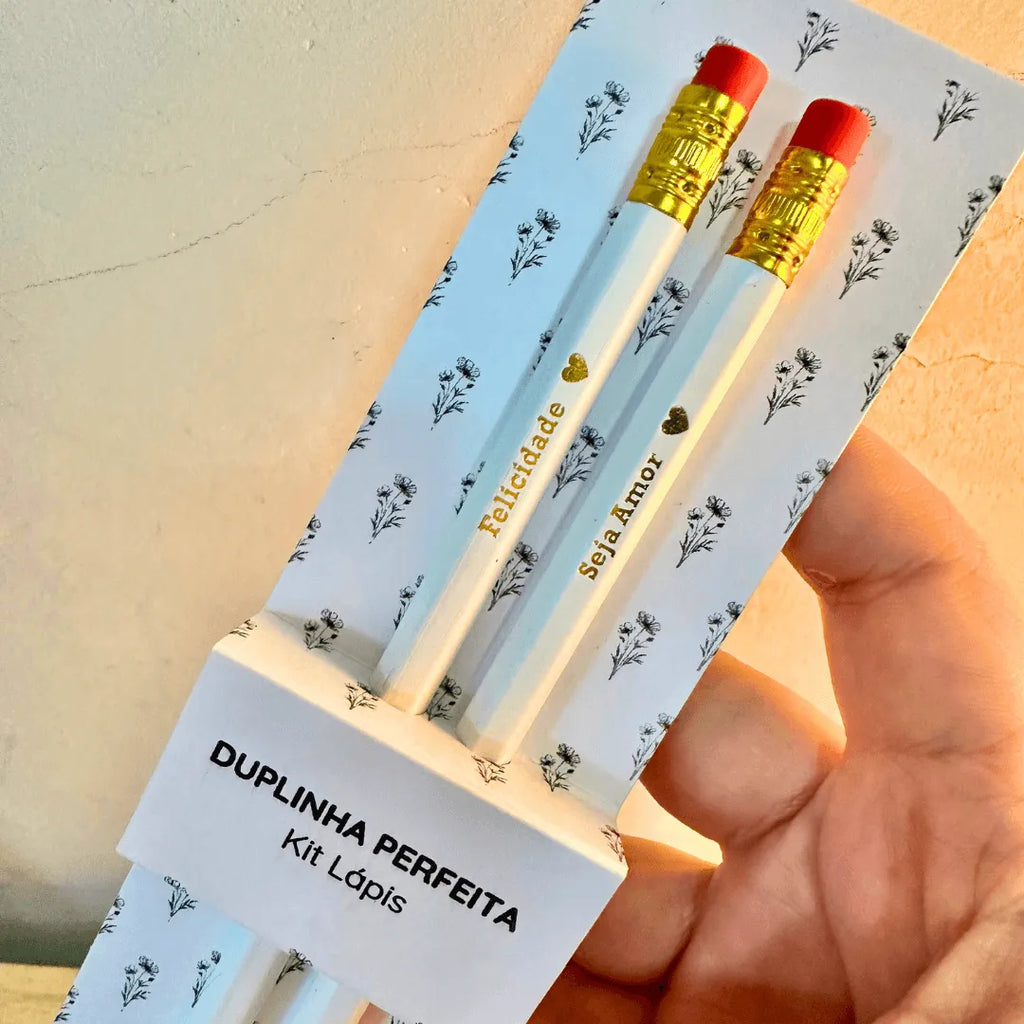 Felicidade
Seja Amor
DUPLINHA PERFEITA
Kit Lápis